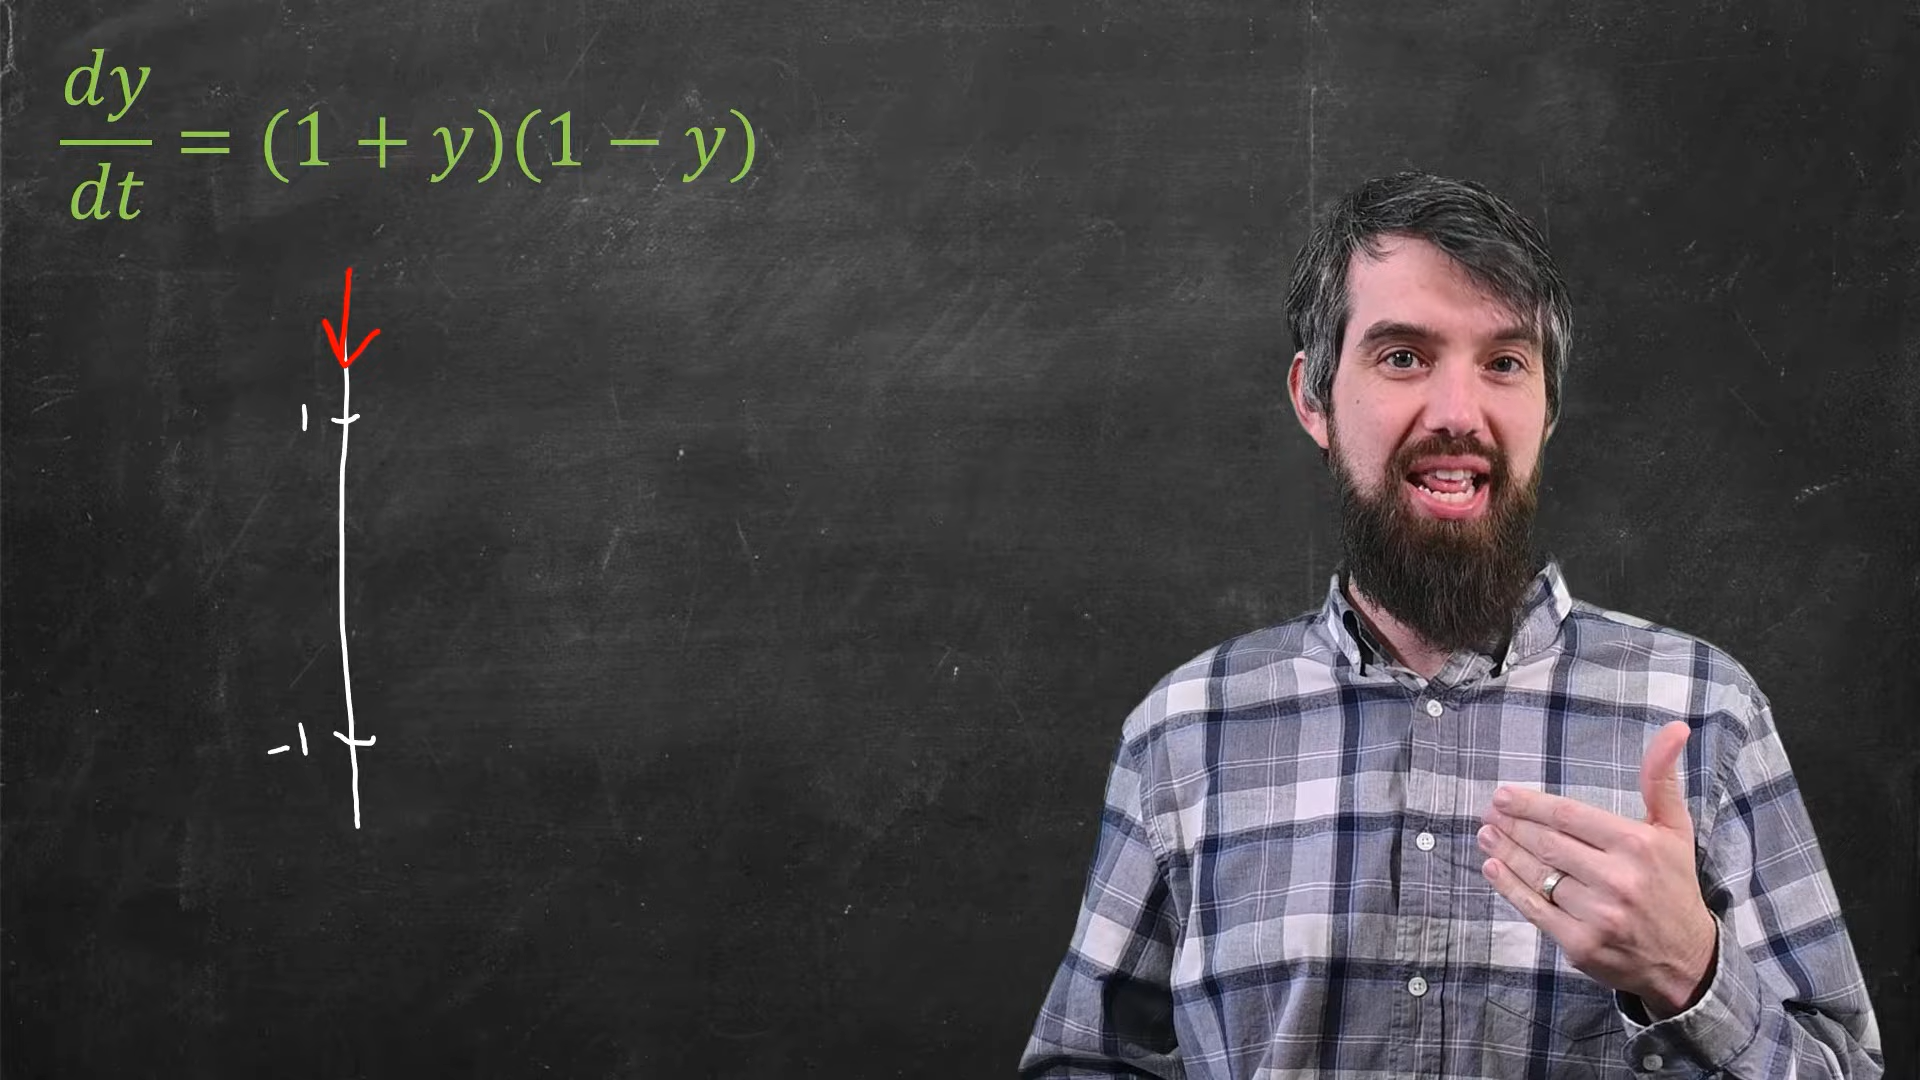 dy/dt = (1 + y)(1 − y)
1
-1